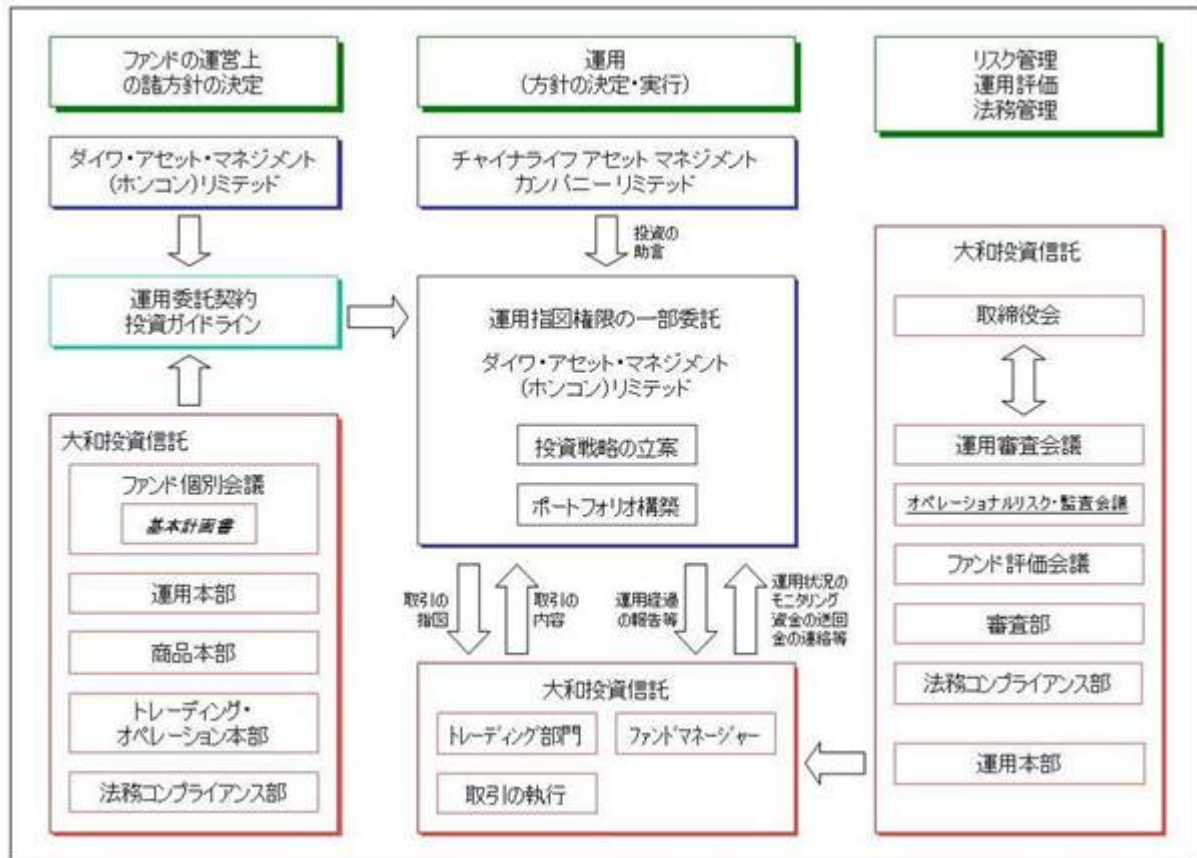 ファンドの運営上
の諸方針の決定
運用
(方針の決定・実行)
リスク管理
運用評価
法務管理
ダイワ・アセット・マネジメント
(ホンコン)リミテッド
チャイナライフ アセット マネジメント
カンパニー リミテッド
投資の
助言
運用委託契約
投資ガイドライン
運用指図権限の一部委託
ダイワ・アセット・マネジメント
(ホンコン)リミテッド
投資戦略の立案
ポートフォリオ構築
大和投資信託
ファンド個別会議
基本計画書
運用本部
商品本部
トレーディング・
オペレーション本部
法務コンプライアンス部
取引の
指図
取引の
内容
運用経過
の報告等
運用状況の
モニタリング
資金の送回
金の連絡等
大和投資信託
トレーディング部門
ファンドマネージャー
取引の執行
大和投資信託
取締役会
運用審査会議
オペレーショナルリスク・監査会議
ファンド評価会議
審査部
法務コンプライアンス部
運用本部